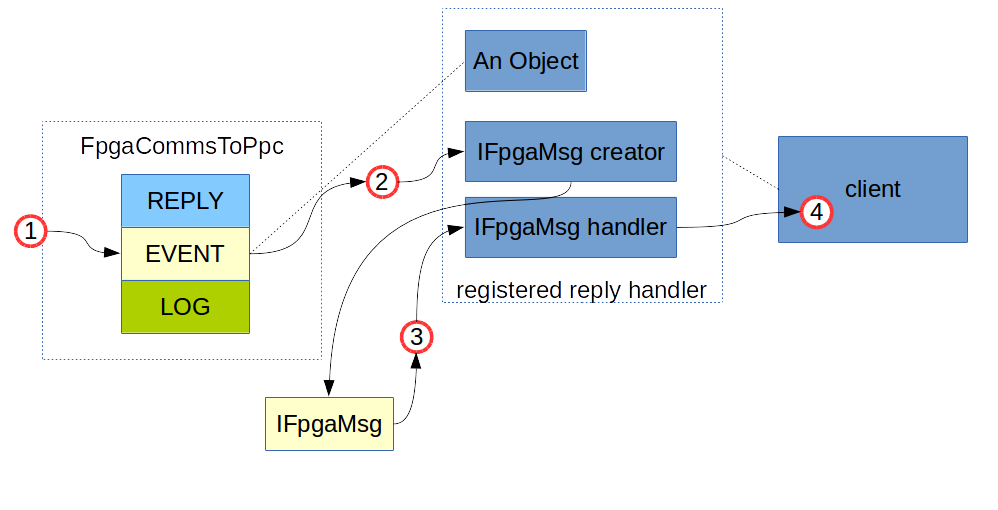 An Object
FpgaCommsToPpc
IFpgaMsg creator
REPLY
2
client
1
EVENT
IFpgaMsg handler
4
LOG
registered reply handler
3
IFpgaMsg